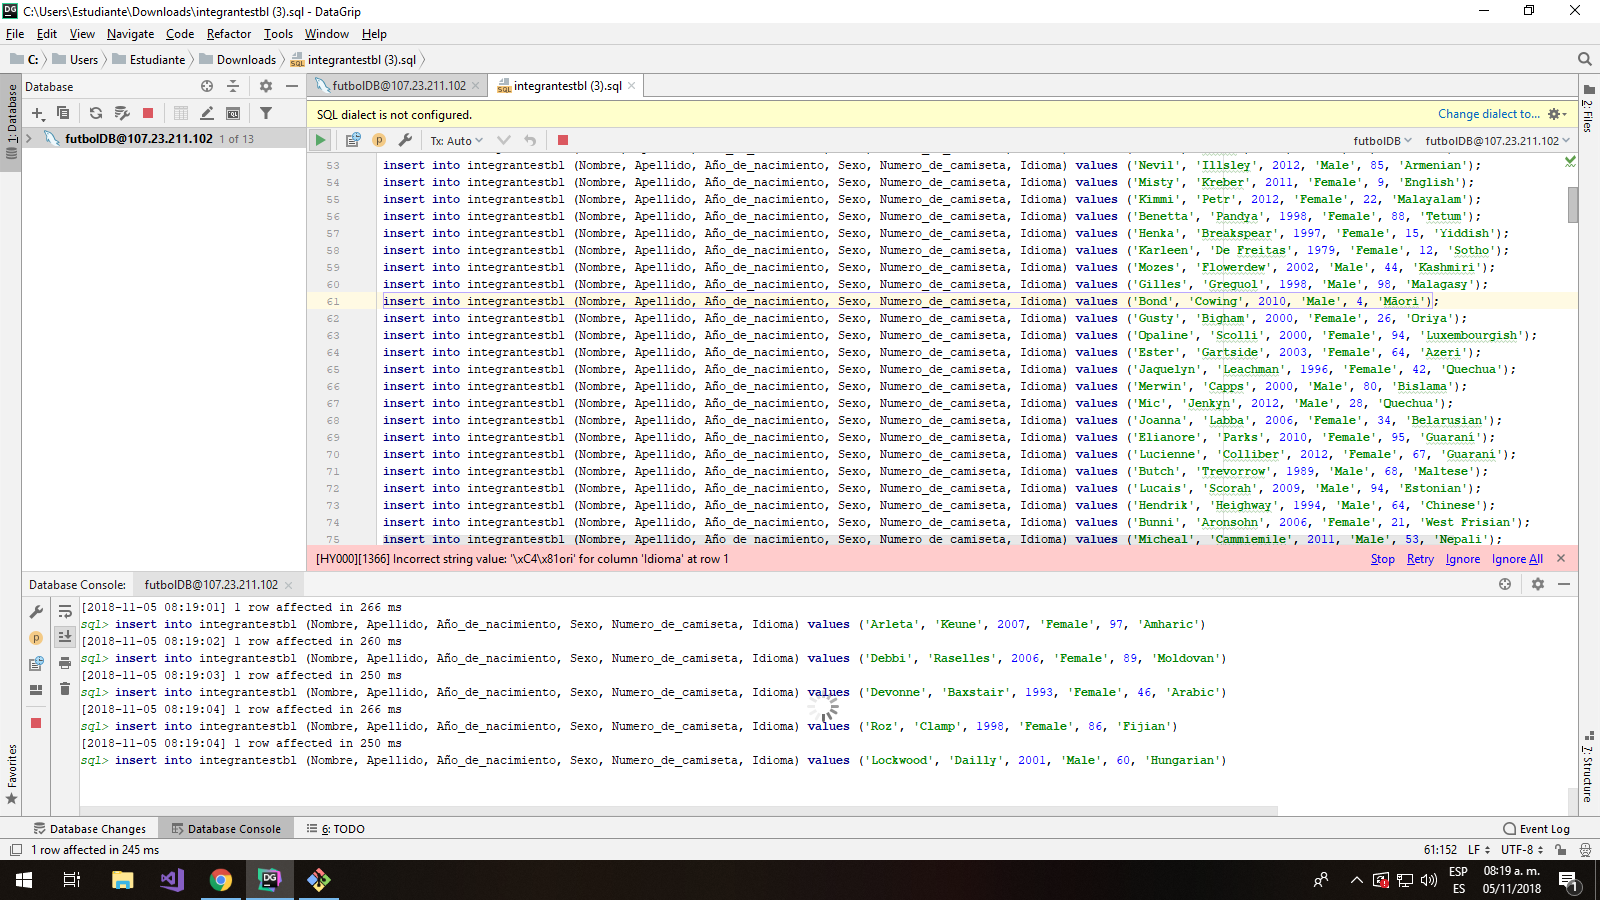 C:\Users\Estudiante\Downloads\integrantestbl (3).sql - DataGrip
File Edit View Navigate Code Refactor Tools Window Help
C: Users Estudiante Downloads integrantestbl (3).sql
Database
futbolDB@107.23.211.102 1 of 13
1: Database
Favorites
2: Files
7: Structure
futbolDB@107.23.211.102 integrantestbl (3).sql
SQL dialect is not configured. Change dialect to...
Tx: Auto futbolDB futbolDB@107.23.211.102
53 insert into integrantestbl (Nombre, Apellido, Año_de_nacimiento, Sexo, Numero_de_camiseta, Idioma) values ('Nevil', 'Illsley', 2012, 'Male', 85, 'Armenian');
54 insert into integrantestbl (Nombre, Apellido, Año_de_nacimiento, Sexo, Numero_de_camiseta, Idioma) values ('Misty', 'Kreber', 2011, 'Female', 9, 'English');
55 insert into integrantestbl (Nombre, Apellido, Año_de_nacimiento, Sexo, Numero_de_camiseta, Idioma) values ('Kimmi', 'Petr', 2012, 'Female', 22, 'Malayalam');
56 insert into integrantestbl (Nombre, Apellido, Año_de_nacimiento, Sexo, Numero_de_camiseta, Idioma) values ('Benetta', 'Pandya', 1998, 'Female', 88, 'Tetum');
57 insert into integrantestbl (Nombre, Apellido, Año_de_nacimiento, Sexo, Numero_de_camiseta, Idioma) values ('Henka', 'Breakspear', 1997, 'Female', 15, 'Yiddish');
58 insert into integrantestbl (Nombre, Apellido, Año_de_nacimiento, Sexo, Numero_de_camiseta, Idioma) values ('Karleen', 'De Freitas', 1979, 'Female', 12, 'Sotho');
59 insert into integrantestbl (Nombre, Apellido, Año_de_nacimiento, Sexo, Numero_de_camiseta, Idioma) values ('Mozes', 'Flowerdew', 2002, 'Male', 44, 'Kashmiri');
60 insert into integrantestbl (Nombre, Apellido, Año_de_nacimiento, Sexo, Numero_de_camiseta, Idioma) values ('Gilles', 'Greguol', 1998, 'Male', 98, 'Malagasy');
61 insert into integrantestbl (Nombre, Apellido, Año_de_nacimiento, Sexo, Numero_de_camiseta, Idioma) values ('Bond', 'Cowing', 2010, 'Male', 4, 'Māori');
62 insert into integrantestbl (Nombre, Apellido, Año_de_nacimiento, Sexo, Numero_de_camiseta, Idioma) values ('Gusty', 'Bigham', 2000, 'Female', 26, 'Oriya');
63 insert into integrantestbl (Nombre, Apellido, Año_de_nacimiento, Sexo, Numero_de_camiseta, Idioma) values ('Opaline', 'Scolli', 2000, 'Female', 94, 'Luxembourgish');
64 insert into integrantestbl (Nombre, Apellido, Año_de_nacimiento, Sexo, Numero_de_camiseta, Idioma) values ('Ester', 'Gartside', 2003, 'Female', 64, 'Azeri');
65 insert into integrantestbl (Nombre, Apellido, Año_de_nacimiento, Sexo, Numero_de_camiseta, Idioma) values ('Jaquelyn', 'Leachman', 1996, 'Female', 42, 'Quechua');
66 insert into integrantestbl (Nombre, Apellido, Año_de_nacimiento, Sexo, Numero_de_camiseta, Idioma) values ('Merwin', 'Capps', 2000, 'Male', 80, 'Bislama');
67 insert into integrantestbl (Nombre, Apellido, Año_de_nacimiento, Sexo, Numero_de_camiseta, Idioma) values ('Mic', 'Jenkyn', 2012, 'Male', 28, 'Quechua');
68 insert into integrantestbl (Nombre, Apellido, Año_de_nacimiento, Sexo, Numero_de_camiseta, Idioma) values ('Joanna', 'Labba', 2006, 'Female', 34, 'Belarusian');
69 insert into integrantestbl (Nombre, Apellido, Año_de_nacimiento, Sexo, Numero_de_camiseta, Idioma) values ('Elianore', 'Parks', 2010, 'Female', 95, 'Guaraní');
70 insert into integrantestbl (Nombre, Apellido, Año_de_nacimiento, Sexo, Numero_de_camiseta, Idioma) values ('Lucienne', 'Colliber', 2012, 'Female', 67, 'Guaraní');
71 insert into integrantestbl (Nombre, Apellido, Año_de_nacimiento, Sexo, Numero_de_camiseta, Idioma) values ('Butch', 'Trevorrow', 1989, 'Male', 68, 'Maltese');
72 insert into integrantestbl (Nombre, Apellido, Año_de_nacimiento, Sexo, Numero_de_camiseta, Idioma) values ('Lucais', 'Scorah', 2009, 'Male', 94, 'Estonian');
73 insert into integrantestbl (Nombre, Apellido, Año_de_nacimiento, Sexo, Numero_de_camiseta, Idioma) values ('Hendrik', 'Heighway', 1994, 'Male', 64, 'Chinese');
74 insert into integrantestbl (Nombre, Apellido, Año_de_nacimiento, Sexo, Numero_de_camiseta, Idioma) values ('Bunni', 'Aronsohn', 2006, 'Female', 21, 'West Frisian');
75 insert into integrantestbl (Nombre, Apellido, Año_de_nacimiento, Sexo, Numero_de_camiseta, Idioma) values ('Micheal', 'Cammiemile', 2011, 'Male', 53, 'Nepali');
[HY000][1366] Incorrect string value: '\xC4\x81ori' for column 'Idioma' at row 1 Stop Retry Ignore Ignore All
Database Console: futbolDB@107.23.211.102
[2018-11-05 08:19:01] 1 row affected in 266 ms
sql> insert into integrantestbl (Nombre, Apellido, Año_de_nacimiento, Sexo, Numero_de_camiseta, Idioma) values ('Arleta', 'Keune', 2007, 'Female', 97, 'Amharic')
[2018-11-05 08:19:02] 1 row affected in 260 ms
sql> insert into integrantestbl (Nombre, Apellido, Año_de_nacimiento, Sexo, Numero_de_camiseta, Idioma) values ('Debbi', 'Raselles', 2006, 'Female', 89, 'Moldovan')
[2018-11-05 08:19:03] 1 row affected in 250 ms
sql> insert into integrantestbl (Nombre, Apellido, Año_de_nacimiento, Sexo, Numero_de_camiseta, Idioma) values ('Devonne', 'Baxstair', 1993, 'Female', 46, 'Arabic')
[2018-11-05 08:19:04] 1 row affected in 266 ms
sql> insert into integrantestbl (Nombre, Apellido, Año_de_nacimiento, Sexo, Numero_de_camiseta, Idioma) values ('Roz', 'Clamp', 1998, 'Female', 86, 'Fijian')
[2018-11-05 08:19:04] 1 row affected in 250 ms
sql> insert into integrantestbl (Nombre, Apellido, Año_de_nacimiento, Sexo, Numero_de_camiseta, Idioma) values ('Lockwood', 'Dailly', 2001, 'Male', 60, 'Hungarian')
Database Changes Database Console 6: TODO Event Log
1 row affected in 245 ms 61:152 LF UTF-8
ESP 08:19 a. m.
ES 05/11/2018 1